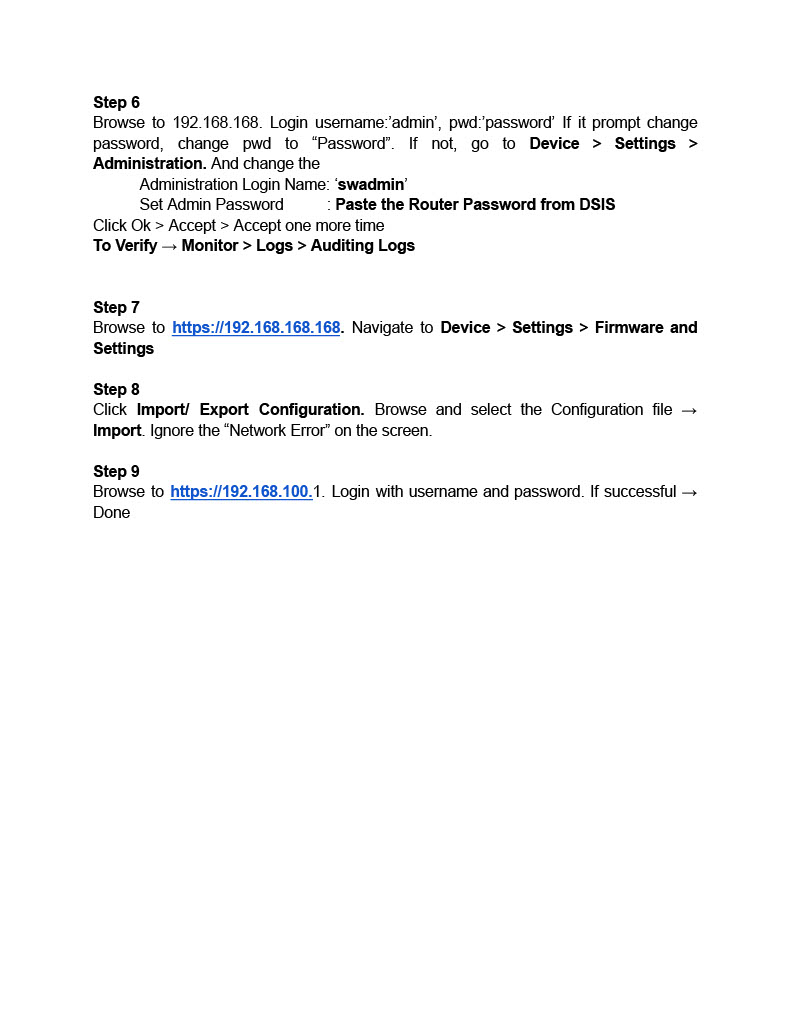 Step 6
Browse to 192.168.168. Login username:’admin’, pwd:’password’ If it prompt change
password, change pwd to “Password”. If not, go to Device > Settings >
Administration. And change the
Administration Login Name: ‘swadmin’
Set Admin Password : Paste the Router Password from DSIS
Click Ok > Accept > Accept one more time
To Verify → Monitor > Logs > Auditing Logs
Step 7
Browse to https://192.168.168.168. Navigate to Device > Settings > Firmware and
Settings
Step 8
Click Import/ Export Configuration. Browse and select the Configuration file →
Import. Ignore the “Network Error” on the screen.
Step 9
Browse to https://192.168.100.1. Login with username and password. If successful →
Done